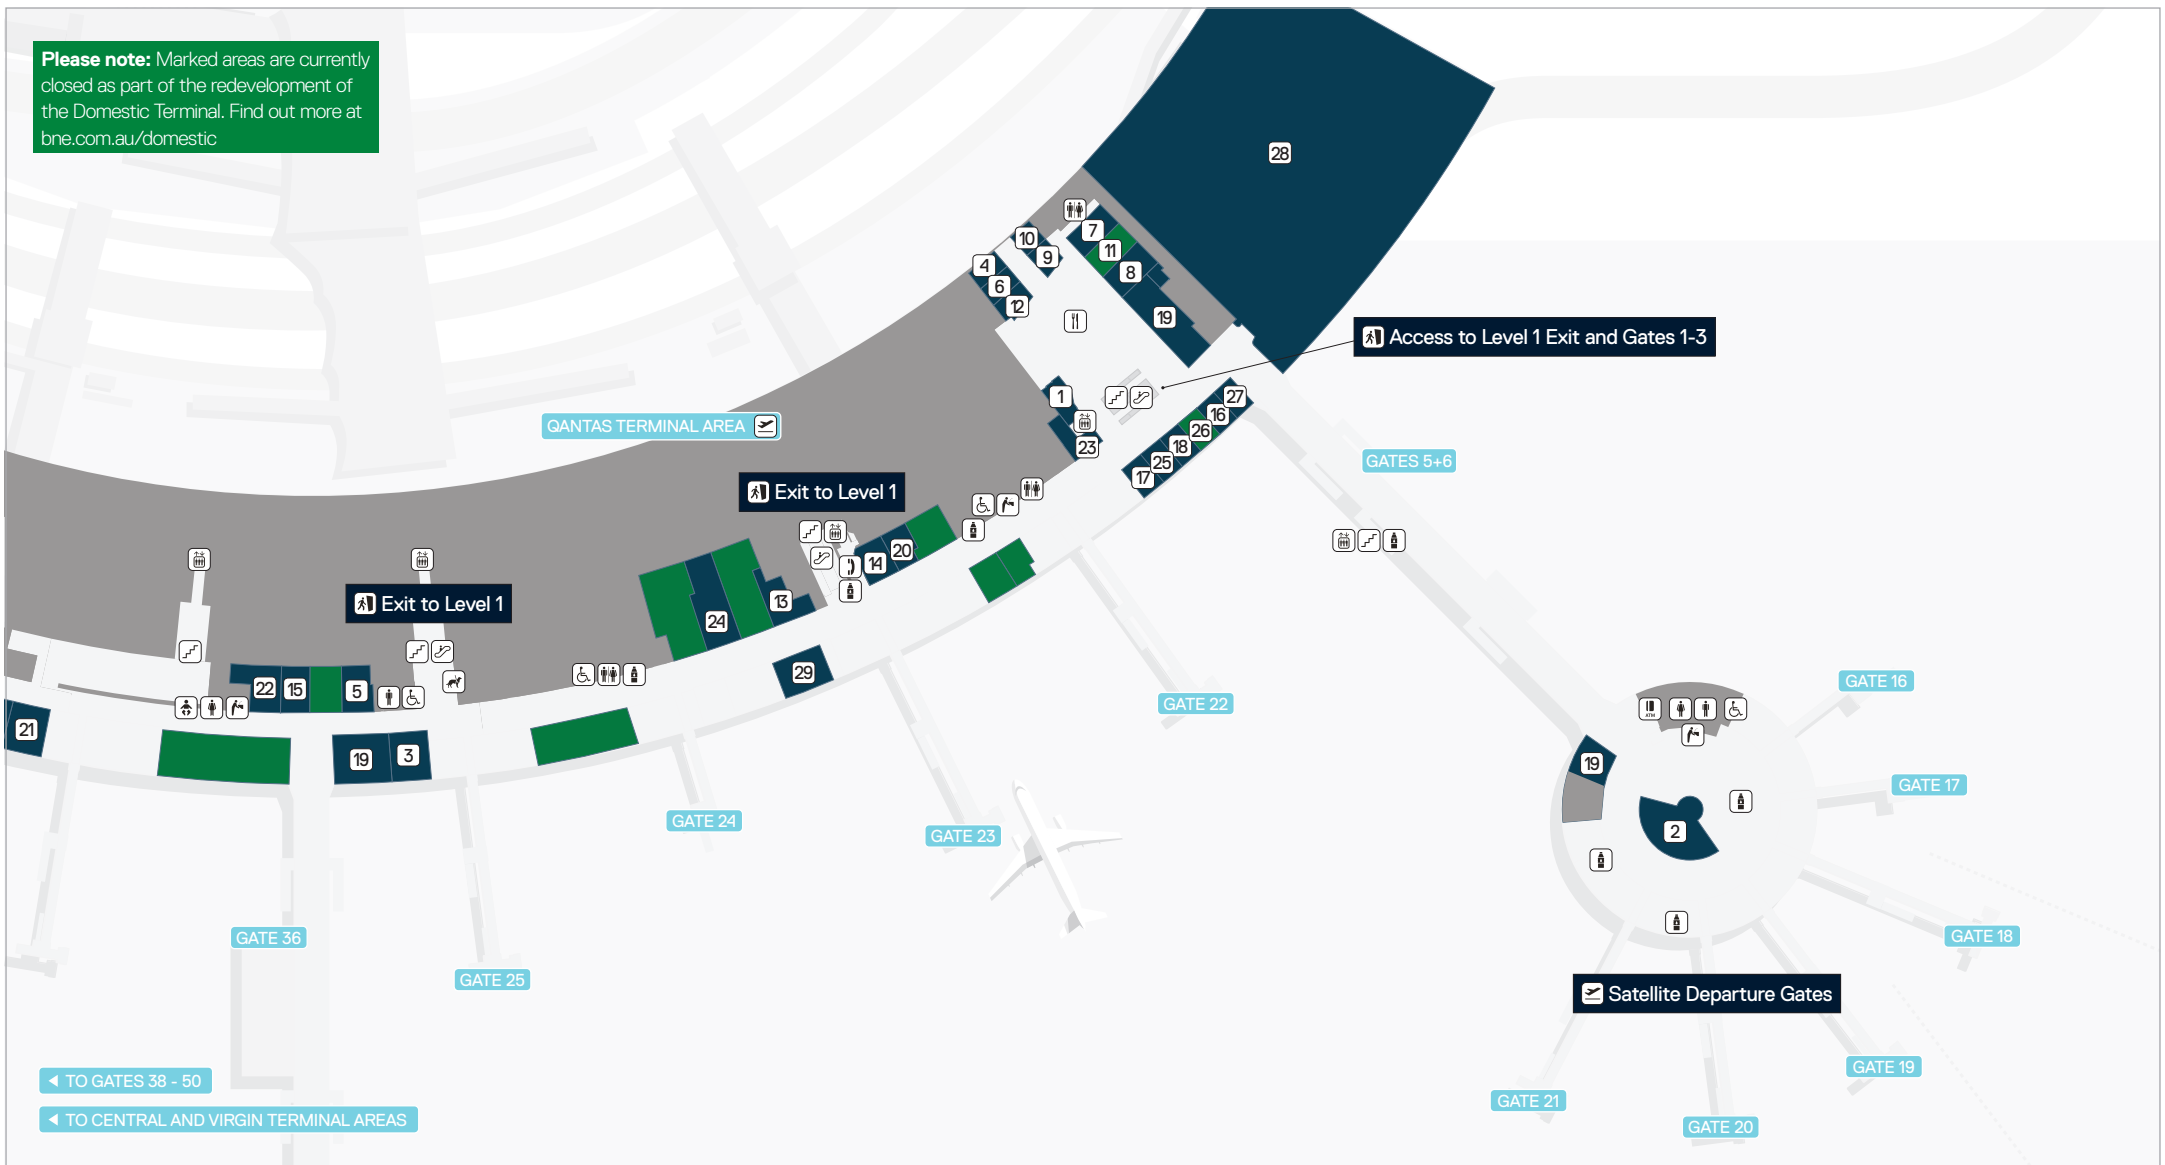 Please note: Marked areas are currently
closed as part of the redevelopment of
the Domestic Terminal. Find out more at
bne.com.au/domestic
28
7
10
11
9
4
8
6
12
19
Access to Level 1 Exit and Gates 1-3
1
27
16
QANTAS TERMINAL AREA
26
23
18
GATES 5+6
25
17
Exit to Level 1
20
14
Exit to Level 1
13
24
29
GATE 16
22
15
5
GATE 22
ATM
21
19
3
19
GATE 17
GATE 24
2
GATE 23
GATE 36
GATE 18
GATE 25
Satellite Departure Gates
GATE 19
TO GATES 38 - 50
GATE 21
TO CENTRAL AND VIRGIN TERMINAL AREAS
GATE 20